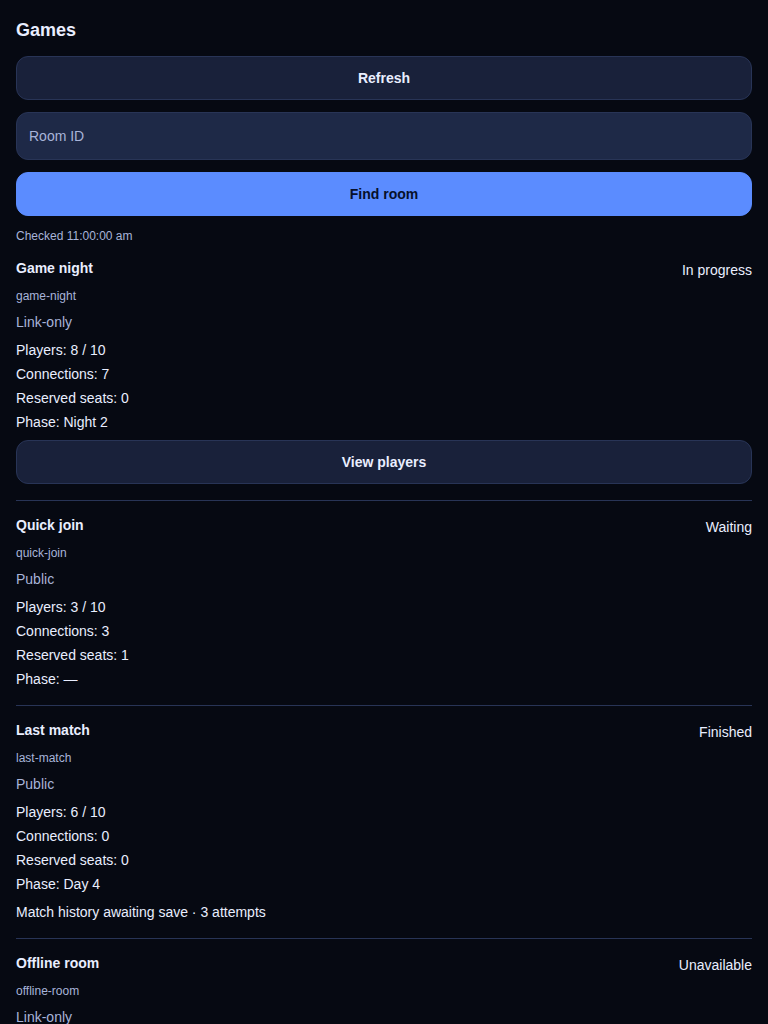 Games
Refresh
Room ID
Find room
Checked 11:00:00 am
Game night
In progress
game-night
Link-only
Players: 8 / 10
Connections: 7
Reserved seats: 0
Phase: Night 2
View players
Quick join
Waiting
quick-join
Public
Players: 3 / 10
Connections: 3
Reserved seats: 1
Phase: —
Last match
Finished
last-match
Public
Players: 6 / 10
Connections: 0
Reserved seats: 0
Phase: Day 4
Match history awaiting save · 3 attempts
Offline room
Unavailable
offline-room
Link-only